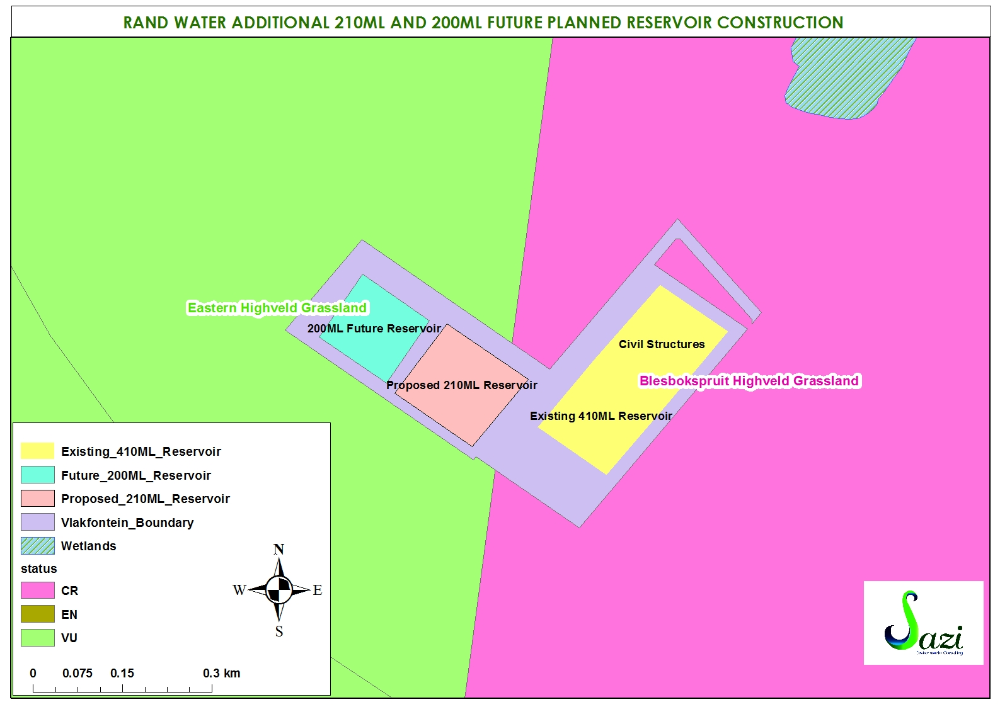 RAND WATER ADDITIONAL 210ML AND 200ML FUTURE PLANNED RESERVOIR CONSTRUCTION
Eastern Highveld Grassland
200ML Future Reservoir
Civil Structures
Proposed 210ML Reservoir
Blesbokspruit Highveld Grassland
Existing 410ML Reservoir
Existing_410ML_Reservoir
Future_200ML_Reservoir
Proposed_210ML_Reservoir
Vlakfontein_Boundary
Wetlands
status
CR
EN
VU
N
W E
S
0 0.075 0.15 0.3 km
Sazi
Environmental Consulting